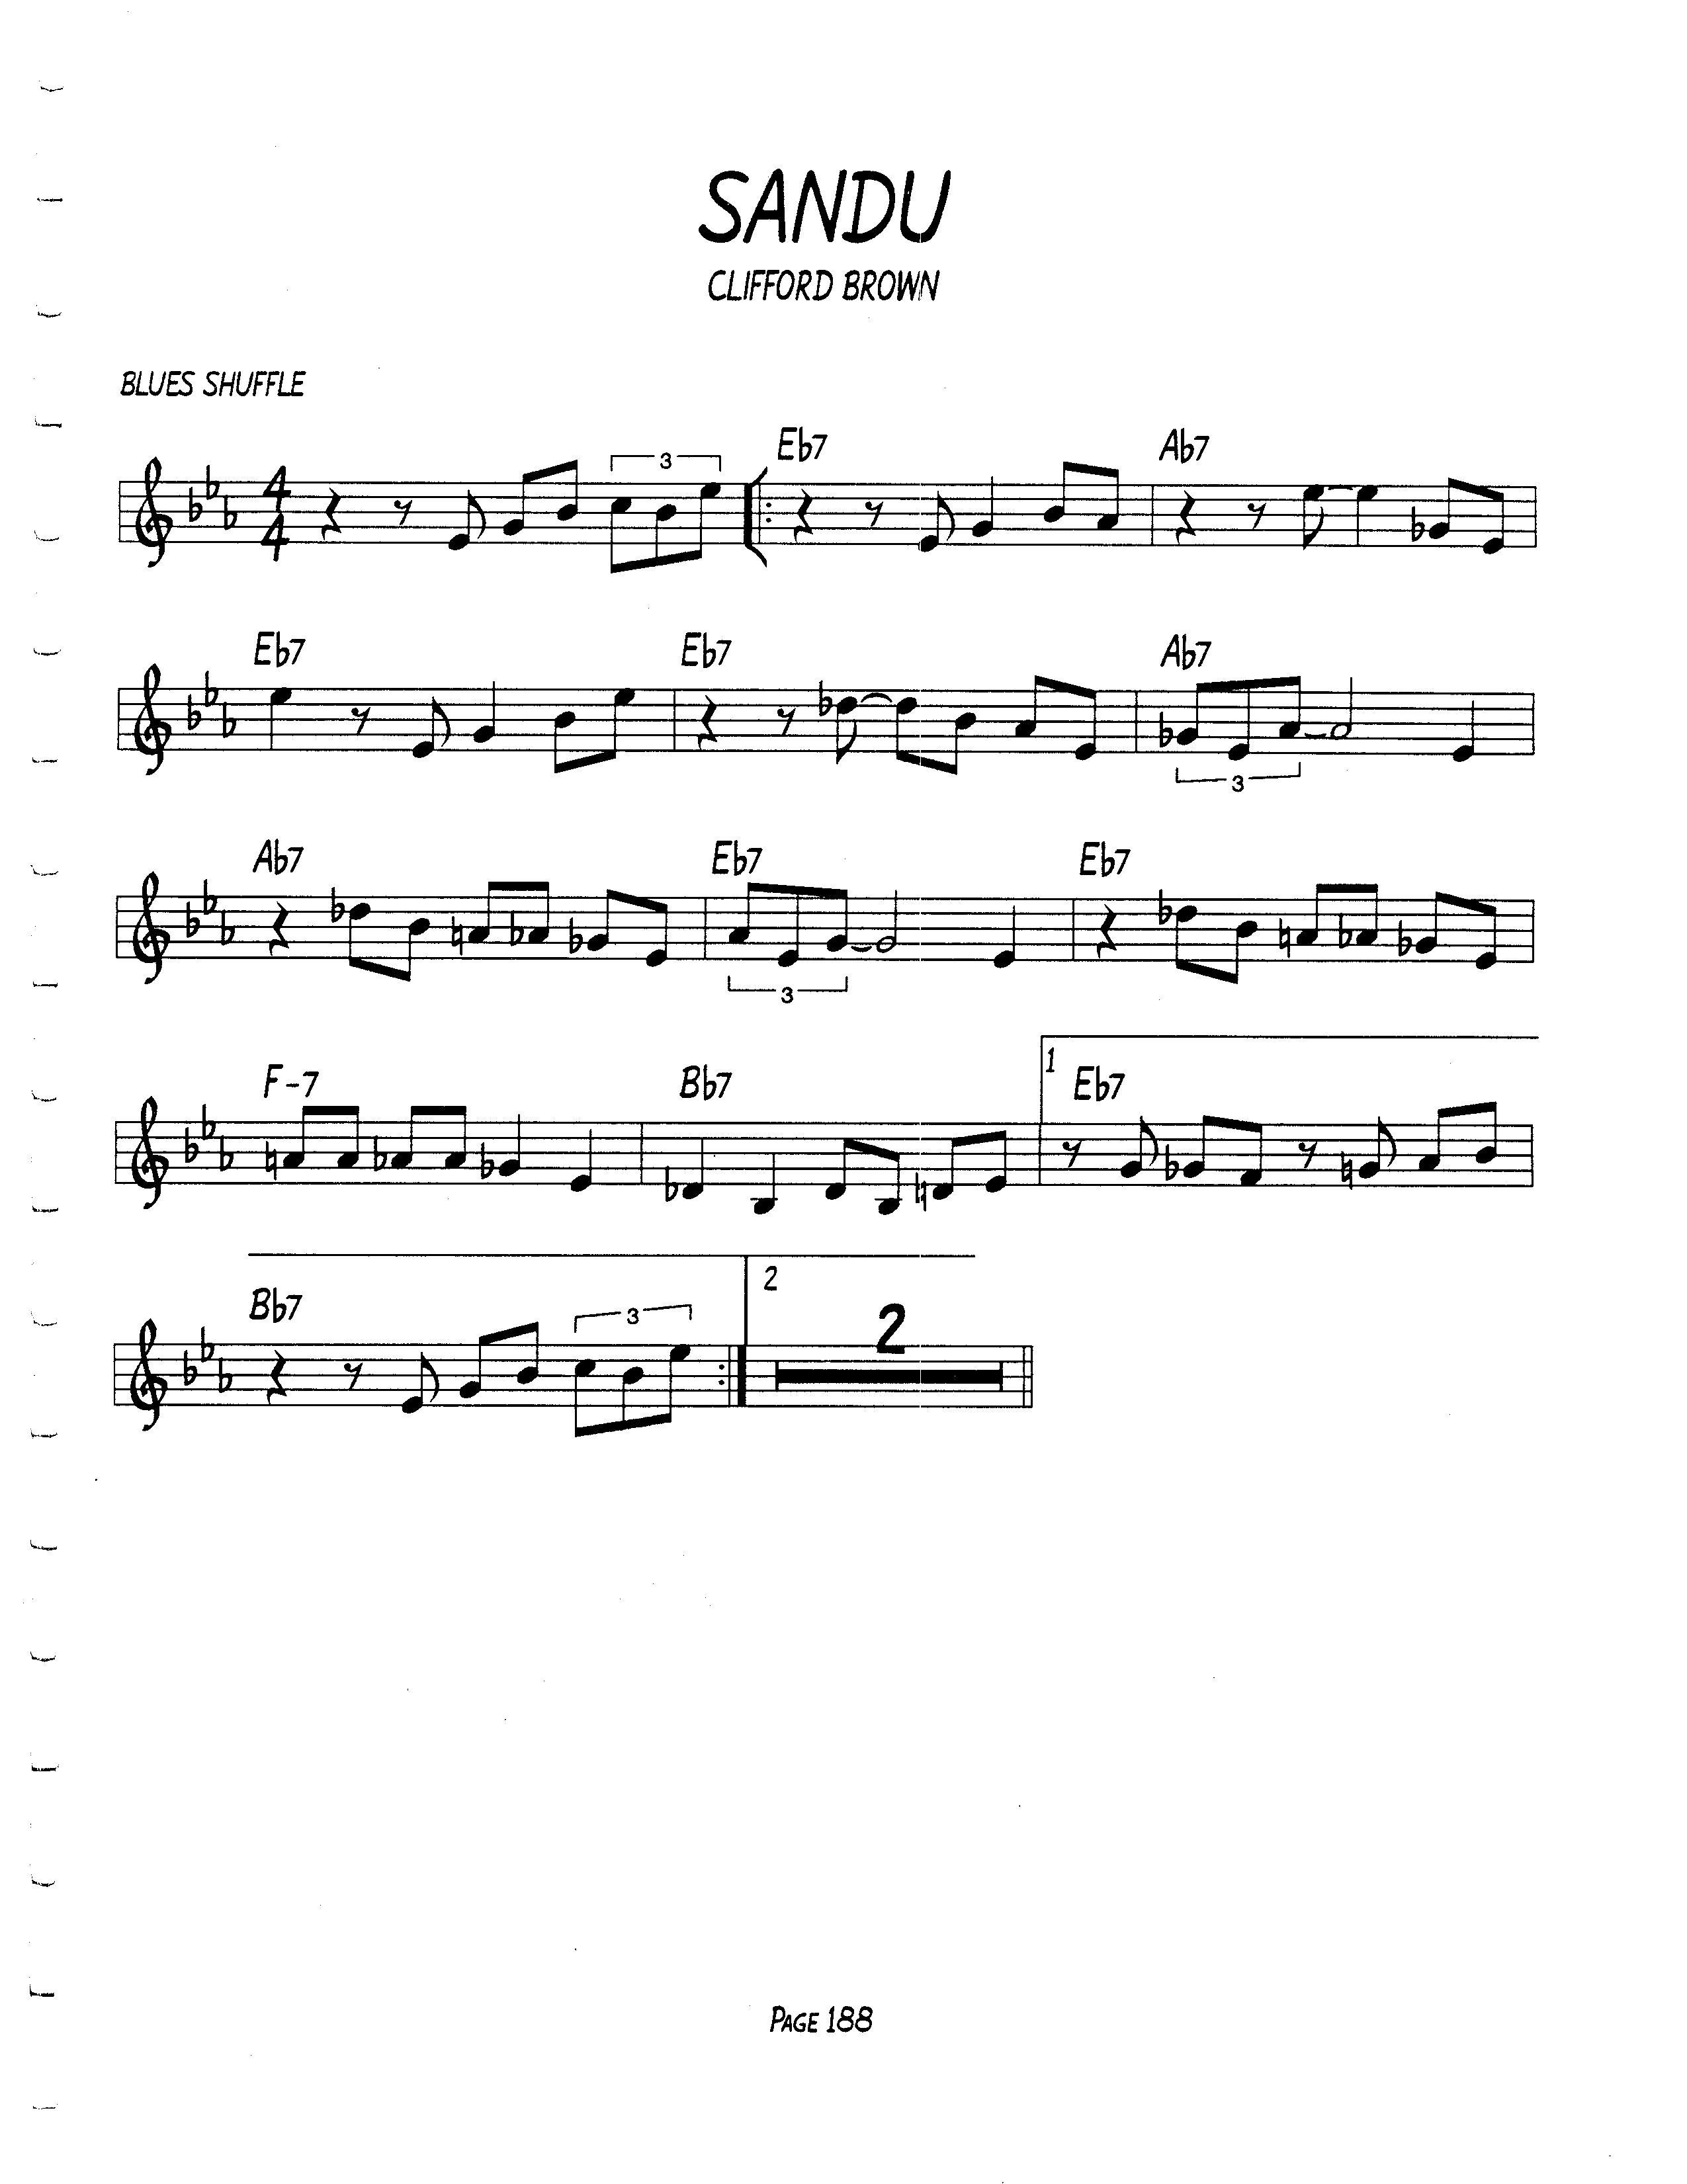 SANDU
CLIFFORD BROWN
BLUES SHUFFLE
3 Eb7 Ab7
4
4
Eb7 Eb7 Ab7
3
Ab7 Eb7 Eb7
3
F-7 Bb7 1 Eb7
Bb7 3 2 2
PAGE 188